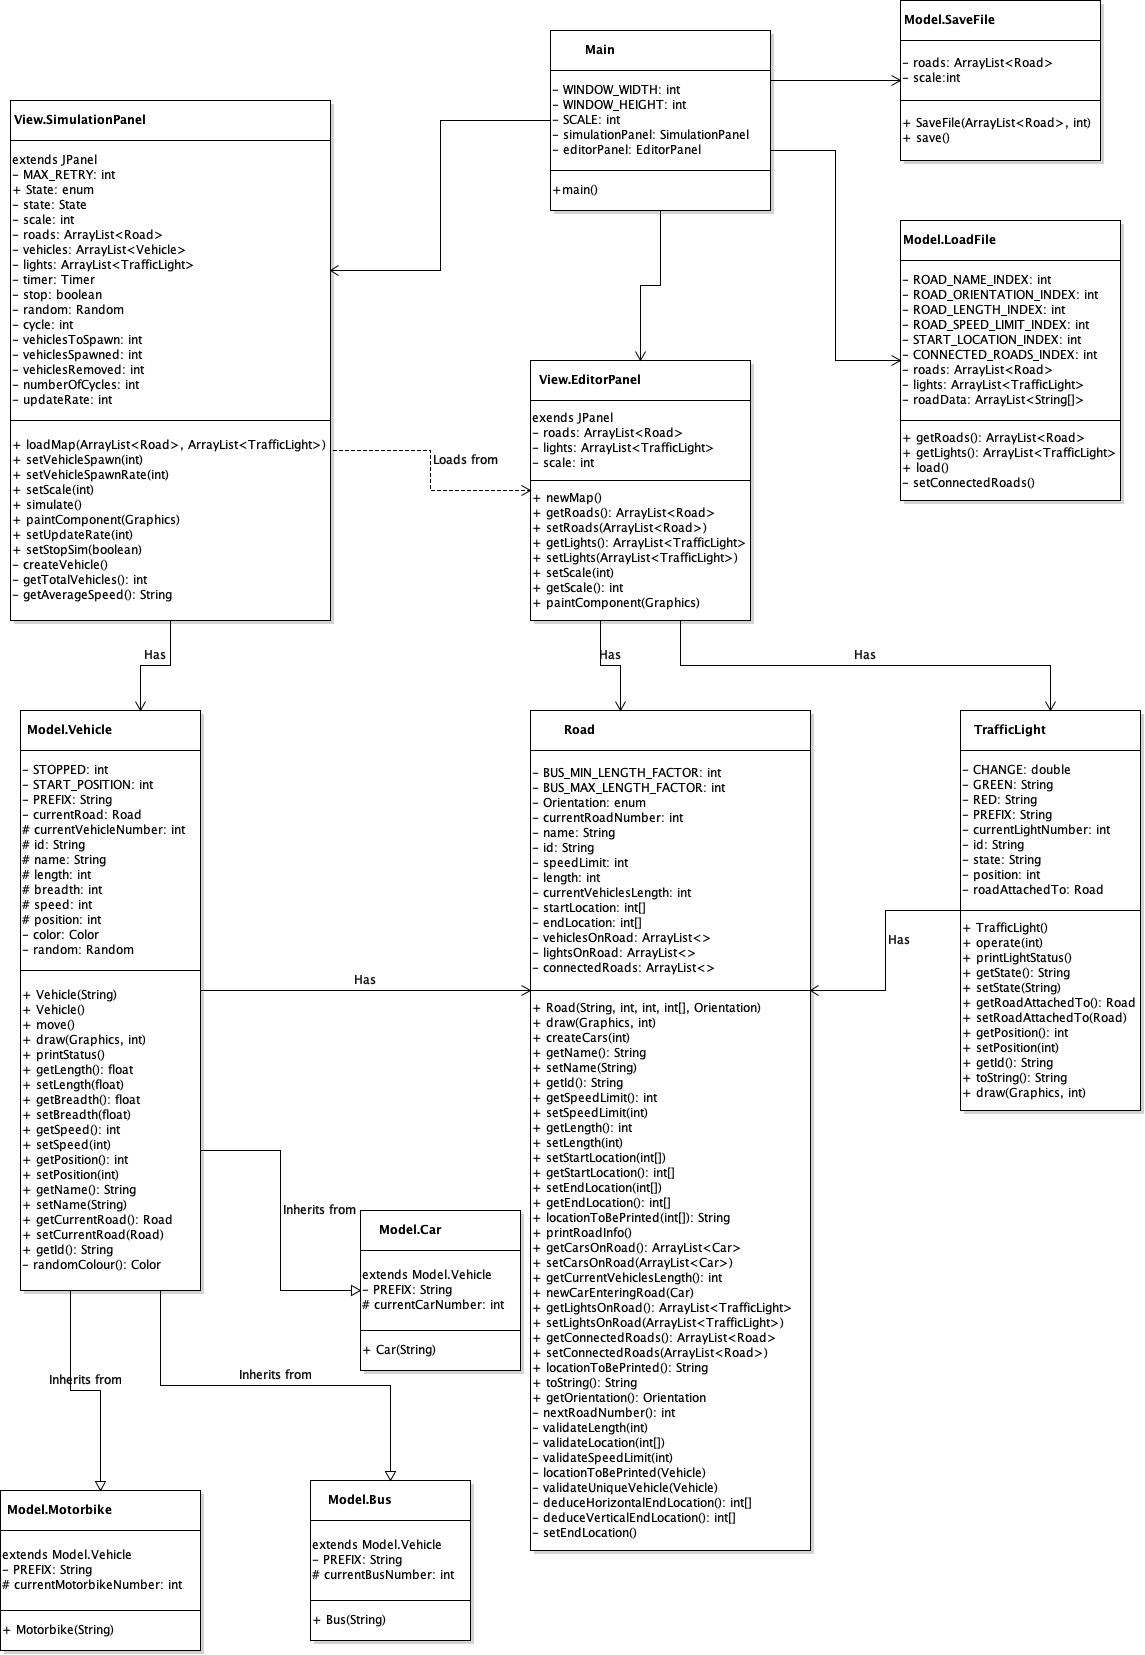 Model.SaveFile
- roads: ArrayList<Road>
- scale:int
+ SaveFile(ArrayList<Road>, int)
+ save()
Main
- WINDOW_WIDTH: int
- WINDOW_HEIGHT: int
- SCALE: int
- simulationPanel: SimulationPanel
- editorPanel: EditorPanel
+main()
View.SimulationPanel
extends JPanel
- MAX_RETRY: int
+ State: enum
- state: State
- scale: int
- roads: ArrayList<Road>
- vehicles: ArrayList<Vehicle>
- lights: ArrayList<TrafficLight>
- timer: Timer
- stop: boolean
- random: Random
- cycle: int
- vehiclesToSpawn: int
- vehiclesSpawned: int
- vehiclesRemoved: int
- numberOfCycles: int
- updateRate: int
+ loadMap(ArrayList<Road>, ArrayList<TrafficLight>)
+ setVehicleSpawn(int)
+ setVehicleSpawnRate(int)
+ setScale(int)
+ simulate()
+ paintComponent(Graphics)
+ setUpdateRate(int)
+ setStopSim(boolean)
- createVehicle()
- getTotalVehicles(): int
- getAverageSpeed(): String
Model.LoadFile
- ROAD_NAME_INDEX: int
- ROAD_ORIENTATION_INDEX: int
- ROAD_LENGTH_INDEX: int
- ROAD_SPEED_LIMIT_INDEX: int
- START_LOCATION_INDEX: int
- CONNECTED_ROADS_INDEX: int
- roads: ArrayList<Road>
- lights: ArrayList<TrafficLight>
- roadData: ArrayList<String[]>
+ getRoads(): ArrayList<Road>
+ getLights(): ArrayList<TrafficLight>
+ load()
- setConnectedRoads()
View.EditorPanel
exends JPanel
- roads: ArrayList<Road>
- lights: ArrayList<TrafficLight>
- scale: int
+ newMap()
+ getRoads(): ArrayList<Road>
+ setRoads(ArrayList<Road>)
+ getLights(): ArrayList<TrafficLight>
+ setLights(ArrayList<TrafficLight>)
+ setScale(int)
+ getScale(): int
+ paintComponent(Graphics)
Loads from
Has
Has
Has
Model.Vehicle
- STOPPED: int
- START_POSITION: int
- PREFIX: String
- currentRoad: Road
# currentVehicleNumber: int
# id: String
# name: String
# length: int
# breadth: int
# speed: int
# position: int
- color: Color
- random: Random
+ Vehicle(String)
+ Vehicle()
+ move()
+ draw(Graphics, int)
+ printStatus()
+ getLength(): float
+ setLength(float)
+ getBreadth(): float
+ setBreadth(float)
+ getSpeed(): int
+ setSpeed(int)
+ getPosition(): int
+ setPosition(int)
+ getName(): String
+ setName(String)
+ getCurrentRoad(): Road
+ setCurrentRoad(Road)
+ getId(): String
- randomColour(): Color
Has
Road
- BUS_MIN_LENGTH_FACTOR: int
- BUS_MAX_LENGTH_FACTOR: int
- Orientation: enum
- currentRoadNumber: int
- name: String
- id: String
- speedLimit: int
- length: int
- currentVehiclesLength: int
- startLocation: int[]
- endLocation: int[]
- vehiclesOnRoad: ArrayList<>
- lightsOnRoad: ArrayList<>
- connectedRoads: ArrayList<>
+ Road(String, int, int, int[], Orientation)
+ draw(Graphics, int)
+ createCars(int)
+ getName(): String
+ setName(String)
+ getId(): String
+ getSpeedLimit(): int
+ setSpeedLimit(int)
+ getLength(): int
+ setLength(int)
+ setStartLocation(int[])
+ getStartLocation(): int[]
+ setEndLocation(int[])
+ getEndLocation(): int[]
+ locationToBePrinted(int[]): String
+ printRoadInfo()
+ getCarsOnRoad(): ArrayList<Car>
+ setCarsOnRoad(ArrayList<Car>)
+ getCurrentVehiclesLength(): int
+ newCarEnteringRoad(Car)
+ getLightsOnRoad(): ArrayList<TrafficLight>
+ setLightsOnRoad(ArrayList<TrafficLight>)
+ getConnectedRoads(): ArrayList<Road>
+ setConnectedRoads(ArrayList<Road>)
+ locationToBePrinted(): String
+ toString(): String
+ getOrientation(): Orientation
- nextRoadNumber(): int
- validateLength(int)
- validateLocation(int[])
- validateSpeedLimit(int)
- locationToBePrinted(Vehicle)
- validateUniqueVehicle(Vehicle)
- deduceHorizontalEndLocation(): int[]
- deduceVerticalEndLocation(): int[]
- setEndLocation()
TrafficLight
- CHANGE: double
- GREEN: String
- RED: String
- PREFIX: String
- currentLightNumber: int
- id: String
- state: String
- position: int
- roadAttachedTo: Road
+ TrafficLight()
+ operate(int)
+ printLightStatus()
+ getState(): String
+ setState(String)
+ getRoadAttachedTo(): Road
+ setRoadAttachedTo(Road)
+ getPosition(): int
+ setPosition(int)
+ getId(): String
+ toString(): String
+ draw(Graphics, int)
Has
Inherits from
Model.Car
extends Model.Vehicle
- PREFIX: String
# currentCarNumber: int
+ Car(String)
Inherits from
Inherits from
Model.Motorbike
extends Model.Vehicle
- PREFIX: String
# currentMotorbikeNumber: int
+ Motorbike(String)
Model.Bus
extends Model.Vehicle
- PREFIX: String
# currentBusNumber: int
+ Bus(String)